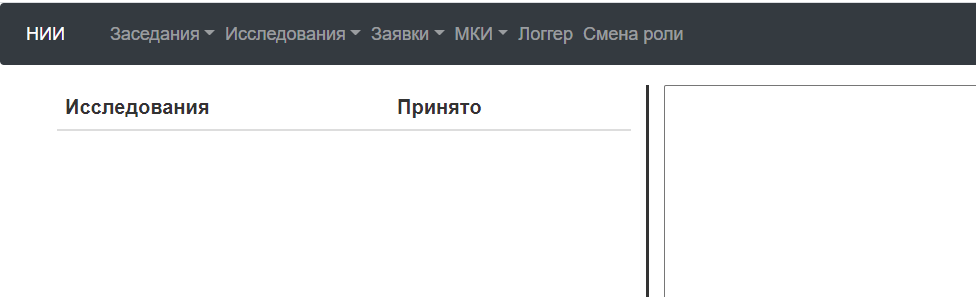 НИИ Заседания Исследования Заявки МКИ Логгер Смена роли
Исследования Принято